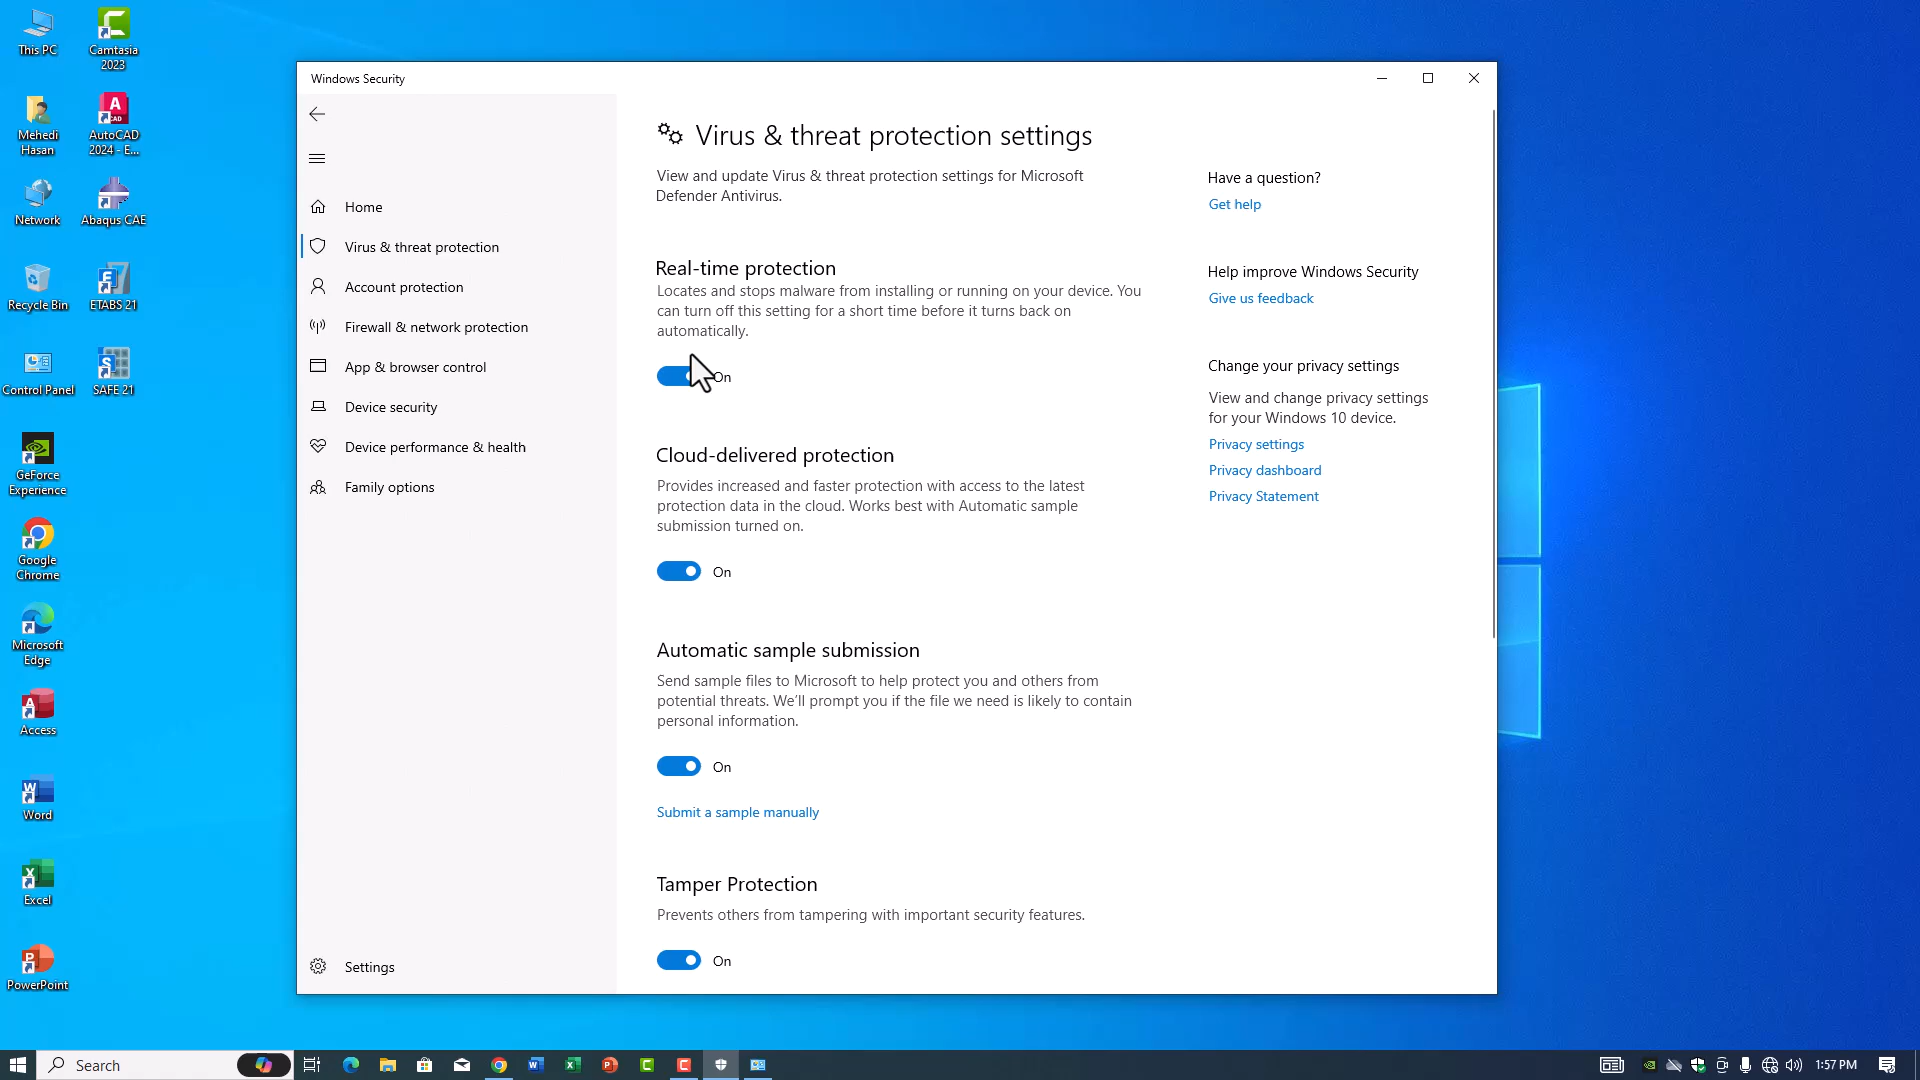 This PC
Camtasia
2023
Mehedi
Hasan
AutoCAD
2024 - E...
Network
Abaqus CAE
Recycle Bin
ETABS 21
Control Panel
SAFE 21
GeForce
Experience
Google
Chrome
Microsoft
Edge
Access
Word
Excel
PowerPoint
Windows Security
Home
Virus & threat protection
Account protection
Firewall & network protection
App & browser control
Device security
Device performance & health
Family options
Settings
Virus & threat protection settings
View and update Virus & threat protection settings for Microsoft
Defender Antivirus.
Real-time protection
Locates and stops malware from installing or running on your device. You
can turn off this setting for a short time before it turns back on
automatically.
On
Cloud-delivered protection
Provides increased and faster protection with access to the latest
protection data in the cloud. Works best with Automatic sample
submission turned on.
On
Automatic sample submission
Send sample files to Microsoft to help protect you and others from
potential threats. We'll prompt you if the file we need is likely to contain
personal information.
On
Submit a sample manually
Tamper Protection
Prevents others from tampering with important security features.
On
Have a question?
Get help
Help improve Windows Security
Give us feedback
Change your privacy settings
View and change privacy settings
for your Windows 10 device.
Privacy settings
Privacy dashboard
Privacy Statement
Search
1:57 PM